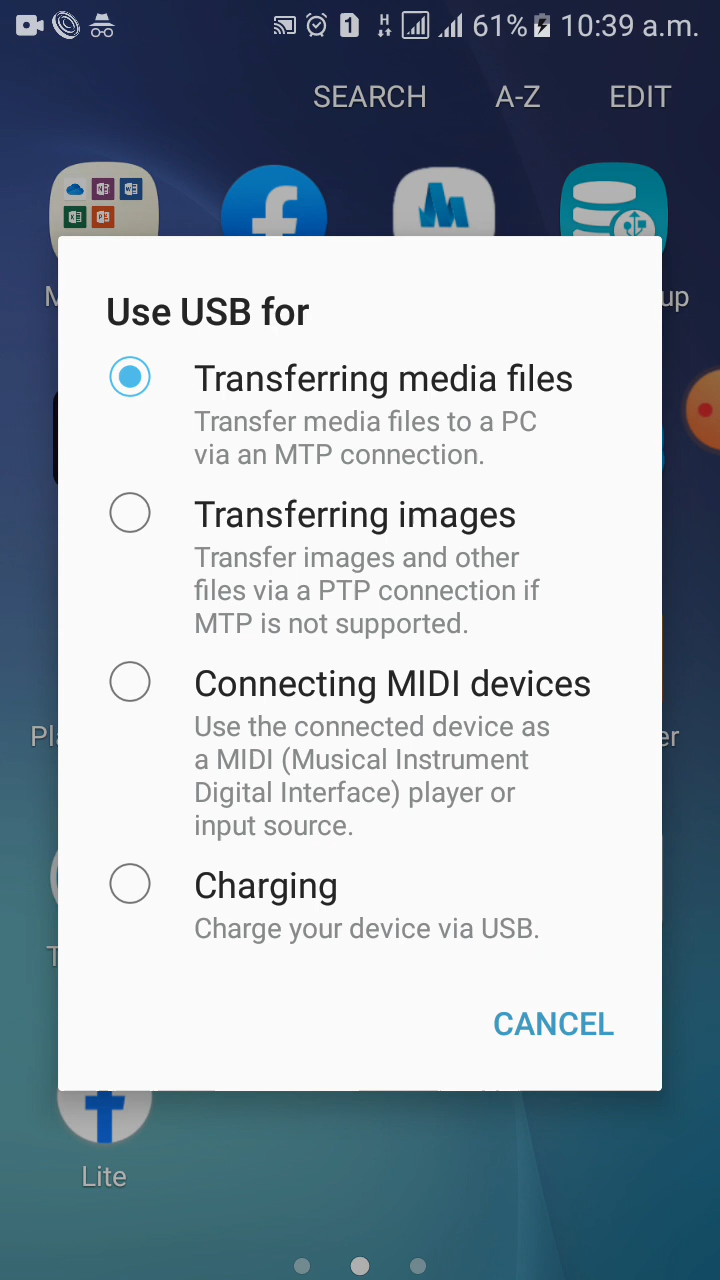 1 H 61% 10:39 a.m.
SEARCH A-Z EDIT
up
Use USB for
Transferring media files
Transfer media files to a PC
via an MTP connection.
Transferring images
Transfer images and other
files via a PTP connection if
MTP is not supported.
Connecting MIDI devices
Use the connected device as
a MIDI (Musical Instrument
Digital Interface) player or
input source.
Charging
Charge your device via USB.
CANCEL
Lite